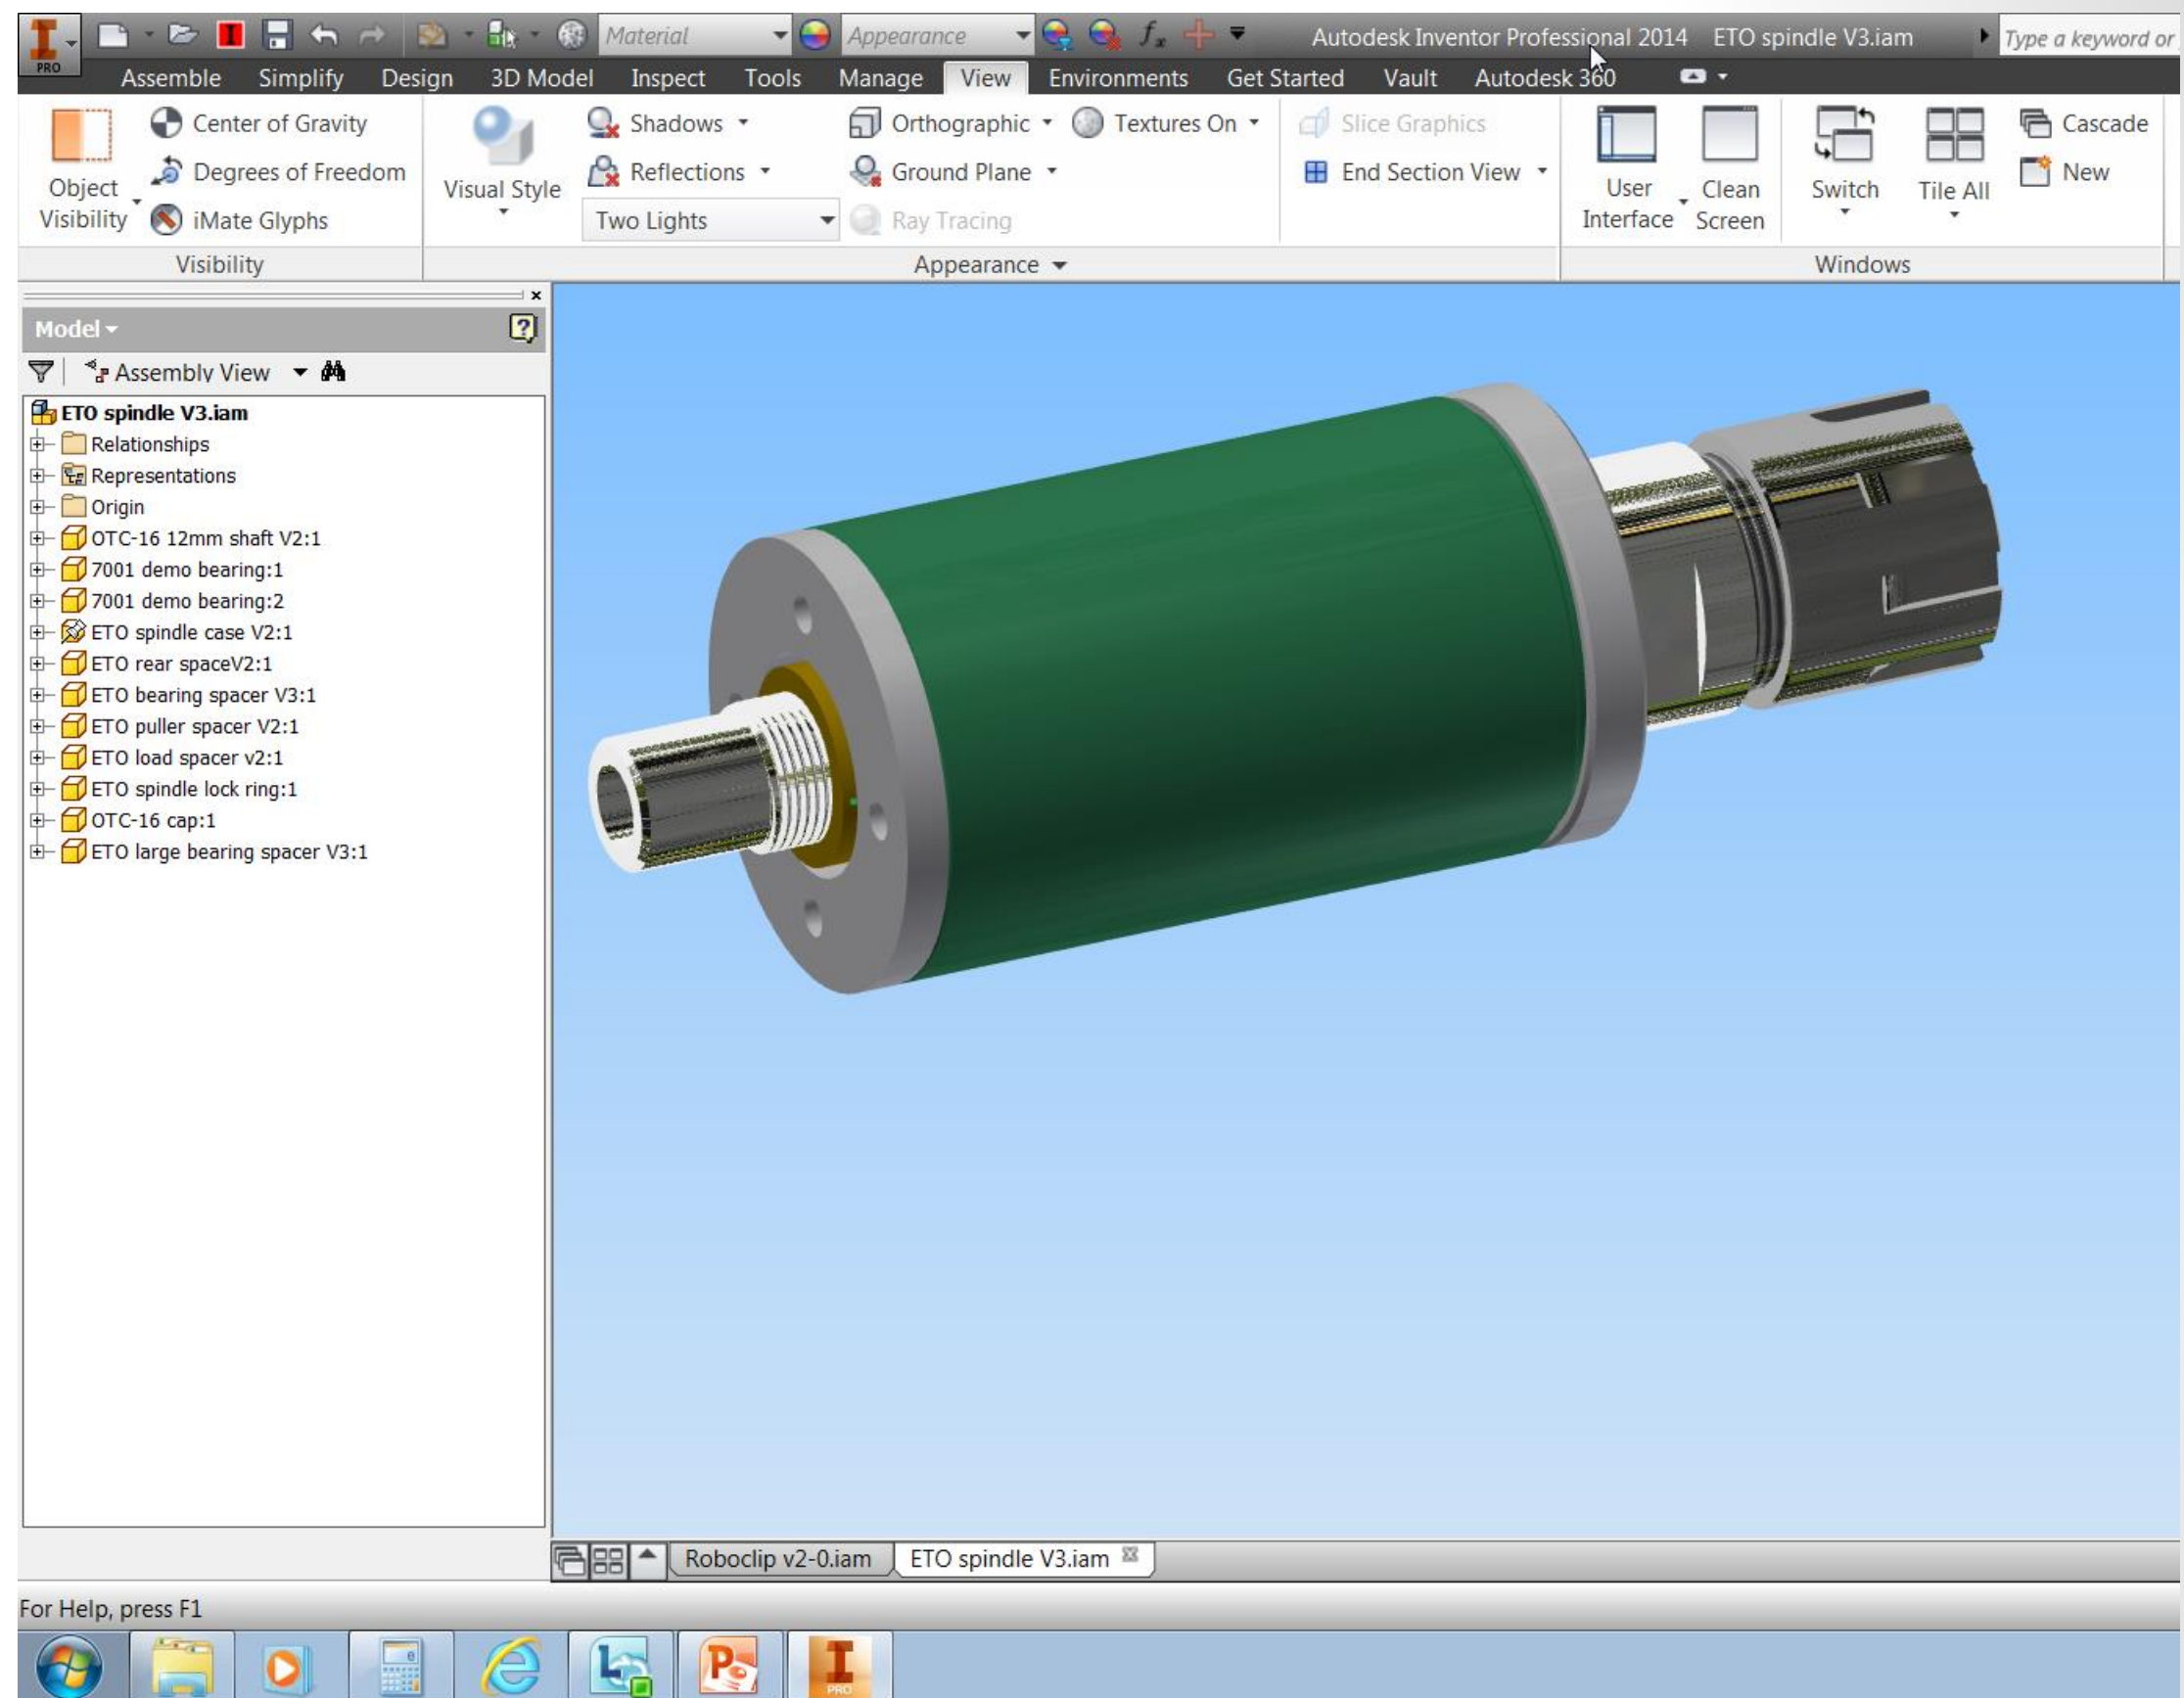 Material Appearance Autodesk Inventor Professional 2014 ETO spindle V3.iam Type a keyword or
PRO
Assemble Simplify Design 3D Model Inspect Tools Manage View Environments Get Started Vault Autodesk 360
Object Visibility
Center of Gravity
Degrees of Freedom
iMate Glyphs
Visibility
Visual Style
Shadows
Reflections
Two Lights
Orthographic
Ground Plane
Ray Tracing
Textures On
Appearance
Slice Graphics
End Section View
User Interface
Clean Screen
Switch
Tile All
Cascade
New
Windows
Model
Assembly View
ETO spindle V3.iam
Relationships
Representations
Origin
OTC-16 12mm shaft V2:1
7001 demo bearing:1
7001 demo bearing:2
ETO spindle case V2:1
ETO rear spaceV2:1
ETO bearing spacer V3:1
ETO puller spacer V2:1
ETO load spacer v2:1
ETO spindle lock ring:1
OTC-16 cap:1
ETO large bearing spacer V3:1
Roboclip v2-0.iam ETO spindle V3.iam
For Help, press F1
PRO